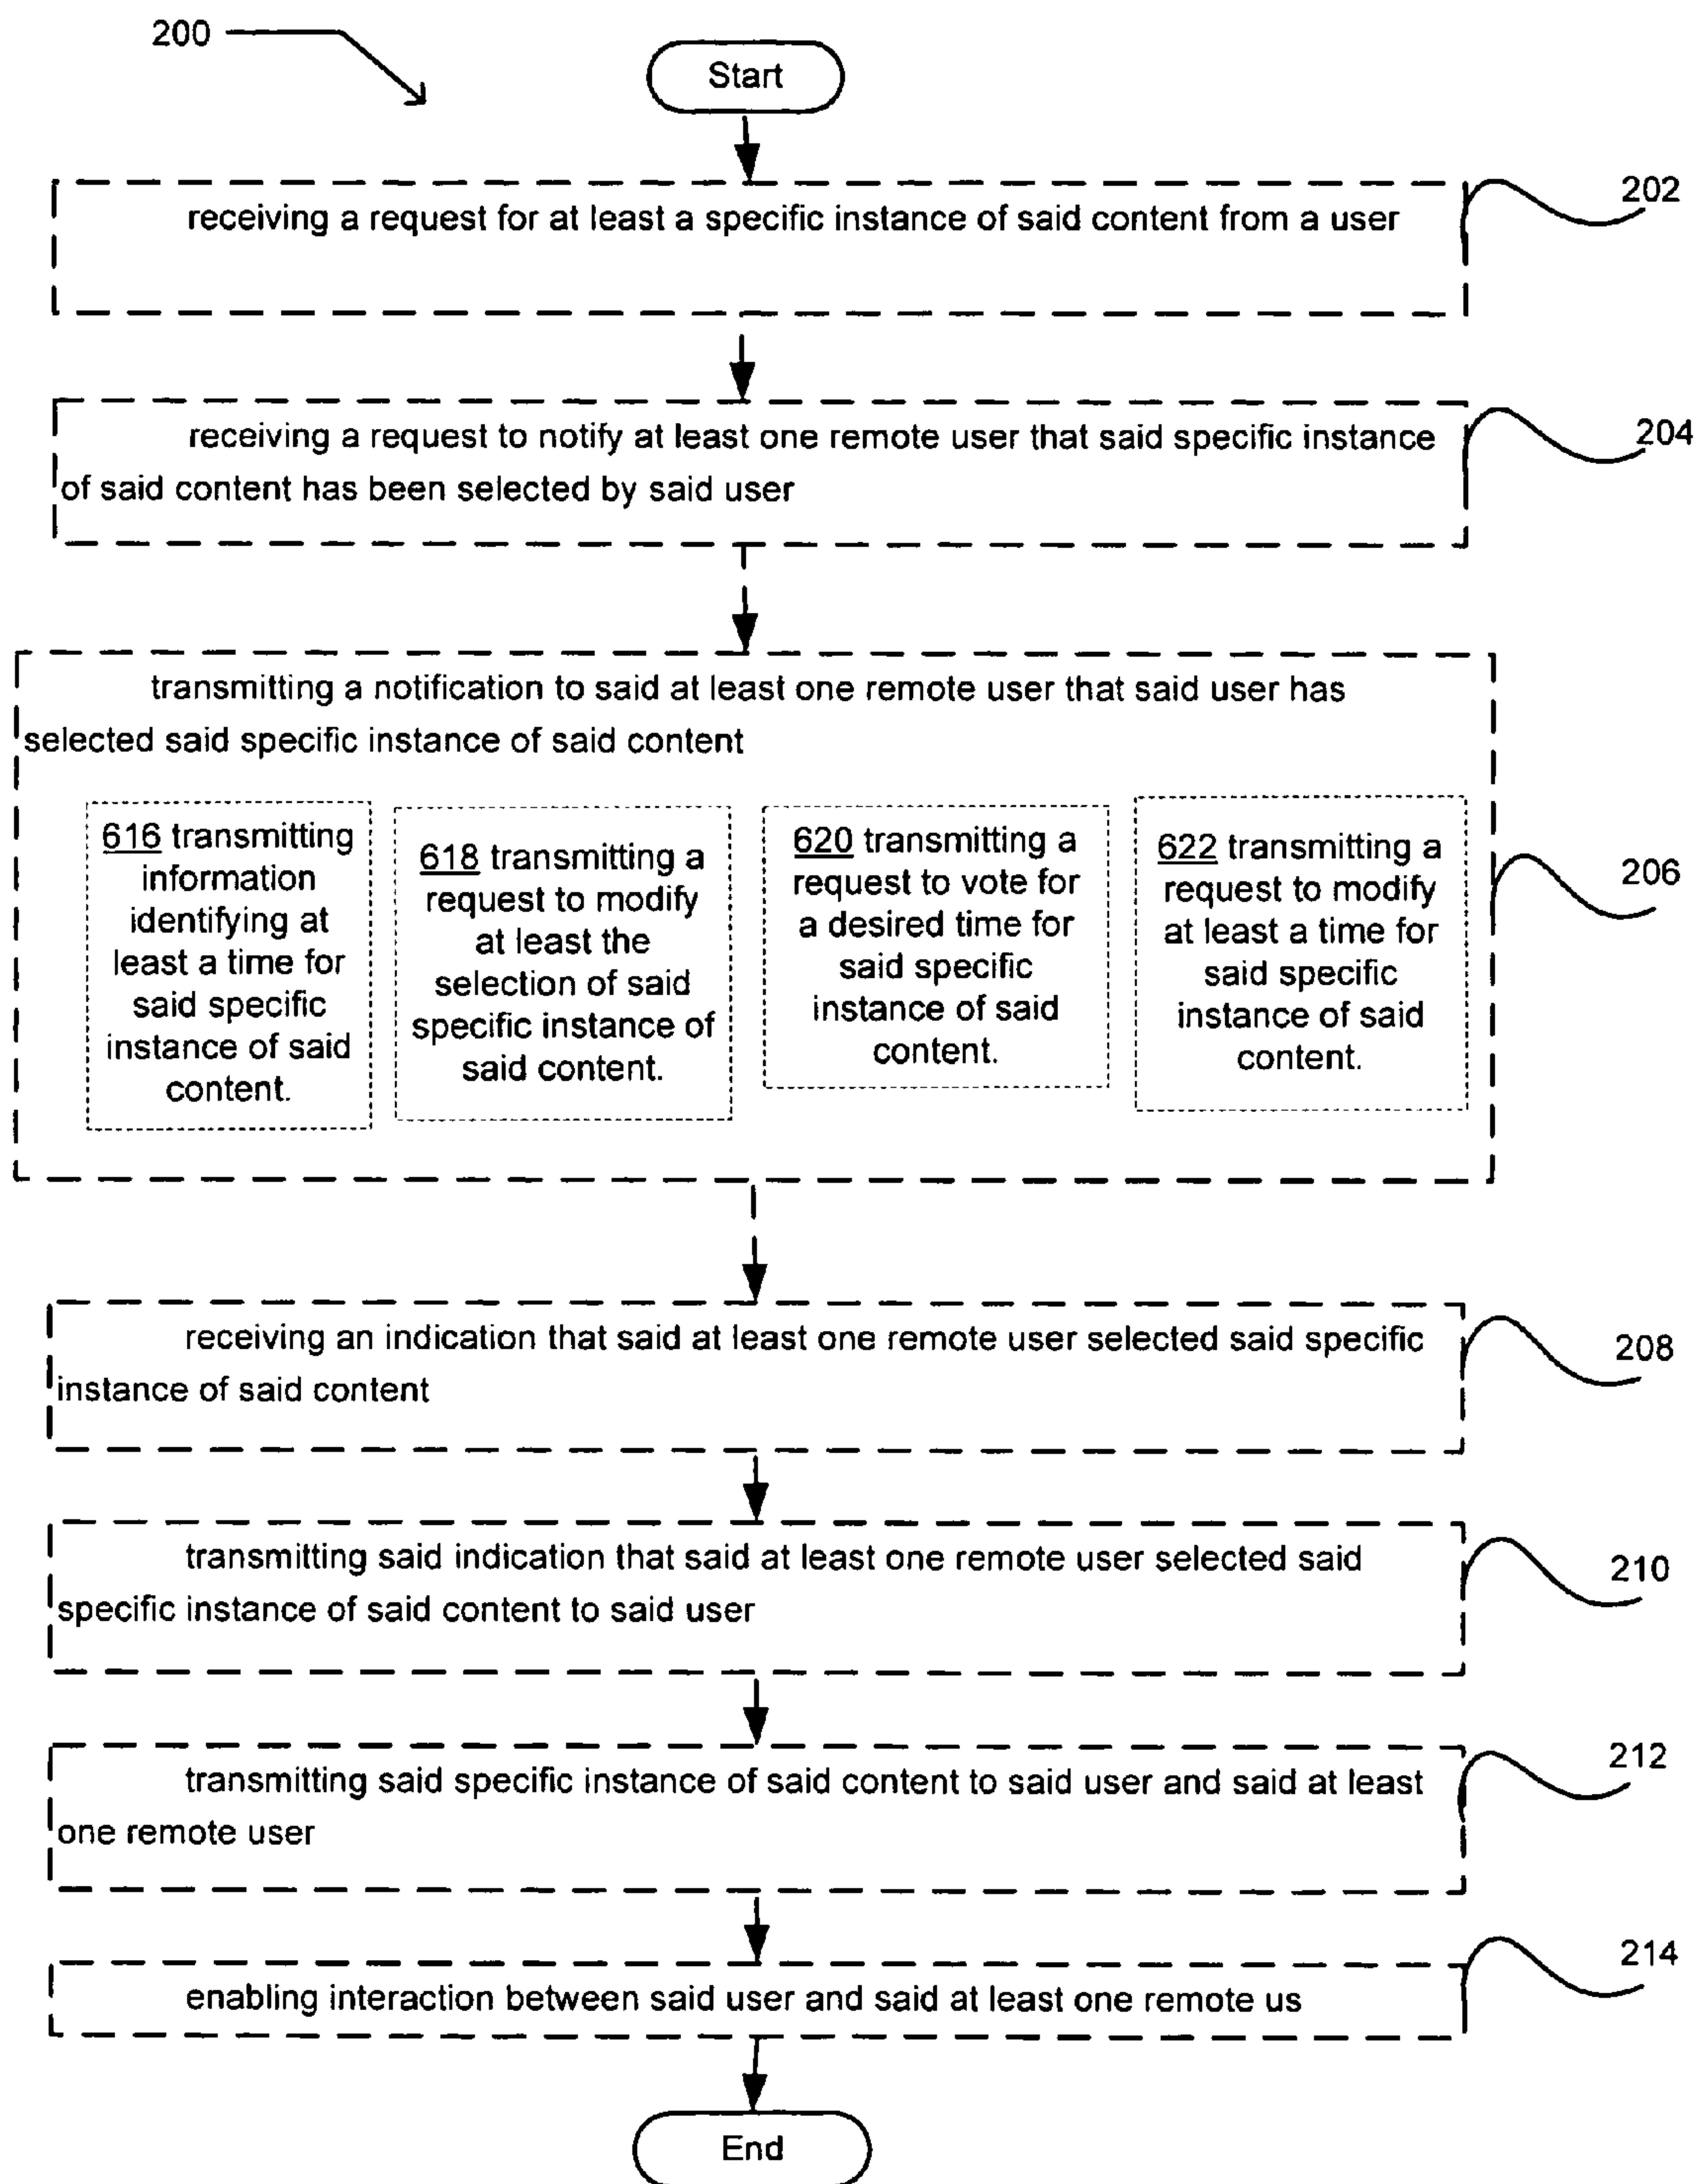 200
Start
receiving a request for at least a specific instance of said content from a user
202
receiving a request to notify at least one remote user that said specific instance
of said content has been selected by said user
204
transmitting a notification to said at least one remote user that said user has
selected said specific instance of said content
616 transmitting
information
identifying at
least a time for
said specific
instance of said
content.
618 transmitting a
request to modify
at least the
selection of said
specific instance of
said content.
620 transmitting a
request to vote for
a desired time for
said specific
instance of said
content.
622 transmitting a
request to modify
at least a time for
said specific
instance of said
content.
206
receiving an indication that said at least one remote user selected said specific
instance of said content
208
transmitting said indication that said at least one remote user selected said
specific instance of said content to said user
210
transmitting said specific instance of said content to said user and said at least
one remote user
212
enabling interaction between said user and said at least one remote us
214
End